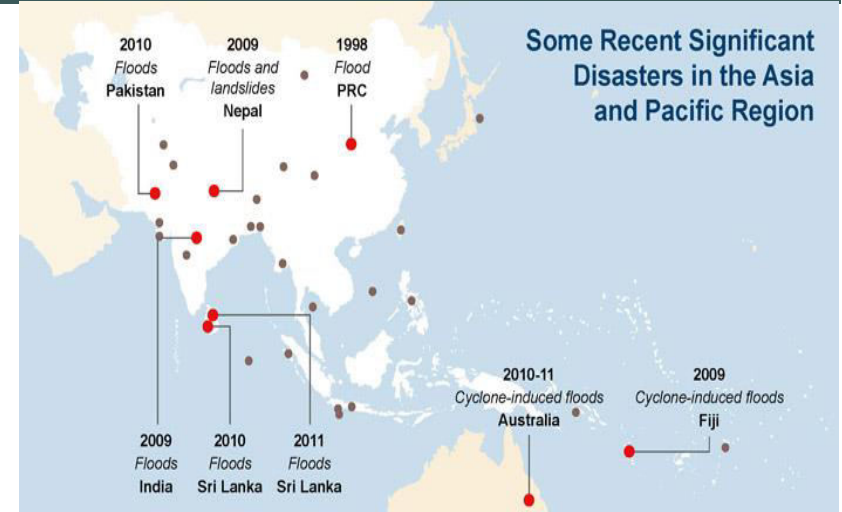 Some Recent Significant
Disasters in the Asia
and Pacific Region
2010
Floods
Pakistan
2009
Floods and
landslides
Nepal
1998
Flood
PRC
2009
Floods
India
2010
Floods
Sri Lanka
2011
Floods
Sri Lanka
2010-11
Cyclone-induced floods
Australia
2009
Cyclone-induced floods
Fiji